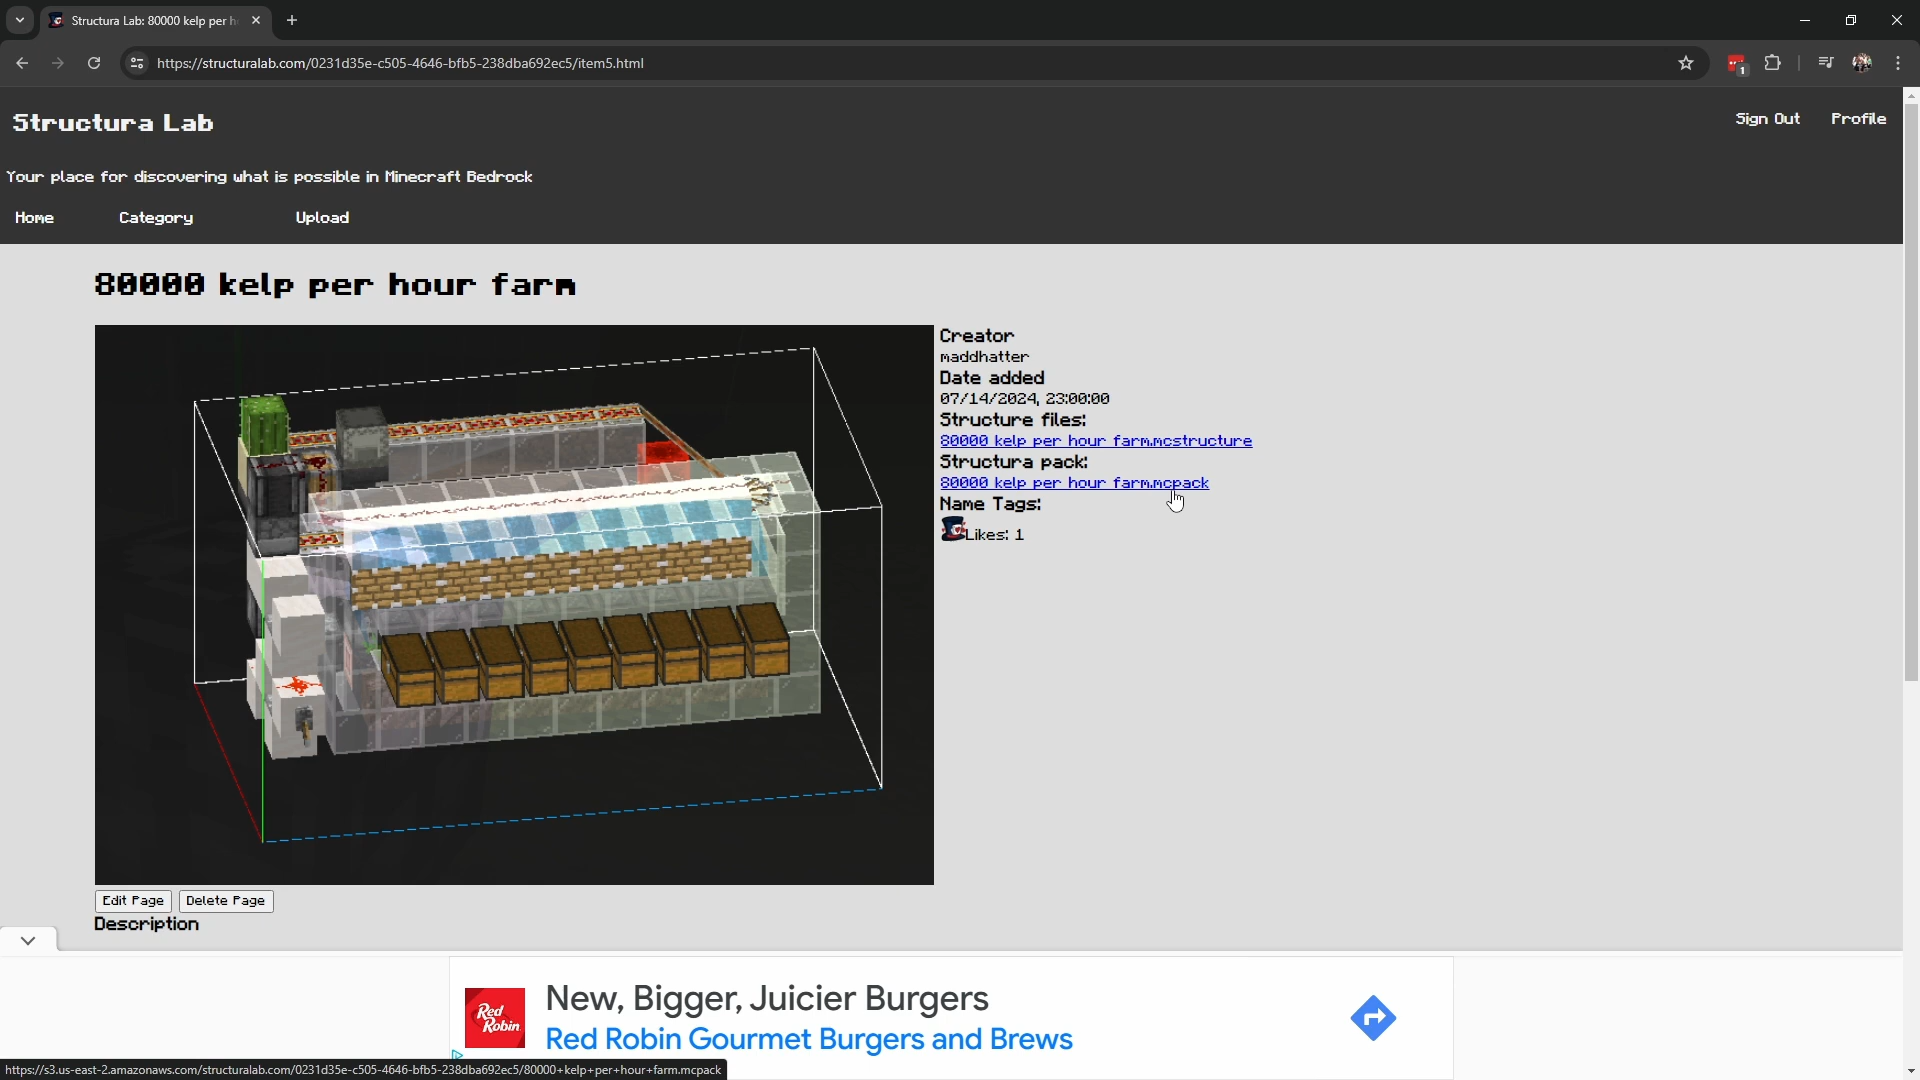 Structura Lab: 80000 kelp per h
https://structuralab.com/0231d35e-c505-4646-bfb5-238dba692ec5/item5.html
1
Structura Lab
Sign Out Profile
Your place for discovering what is possible in Minecraft Bedrock
Home Category Upload
80000 kelp per hour farm
Creator
maddhatter
Date added
07/14/2024, 23:00:00
Structure files:
80000 kelp per hour farm.mcstructure
Structura pack:
80000 kelp per hour farm.mcpack
Name Tags:
Likes: 1
Edit Page Delete Page
Description
Red Robin
New, Bigger, Juicier Burgers
Red Robin Gourmet Burgers and Brews
https://s3.us-east-2.amazonaws.com/structuralab.com/0231d35e-c505-4646-bfb5-238dba692ec5/80000+kelp+per+hour+farm.mcpack